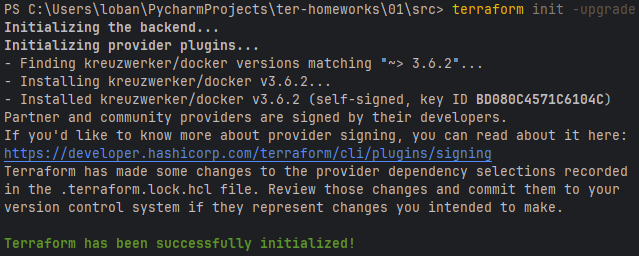 PS C:\Users\loban\PycharmProjects\ter-homeworks\01\src> terraform init -upgrade
Initializing the backend...
Initializing provider plugins...
- Finding kreuzwerker/docker versions matching "~> 3.6.2"...
- Installing kreuzwerker/docker v3.6.2...
- Installed kreuzwerker/docker v3.6.2 (self-signed, key ID BD080C4571C6104C)
Partner and community providers are signed by their developers.
If you'd like to know more about provider signing, you can read about it here:
https://developer.hashicorp.com/terraform/cli/plugins/signing
Terraform has made some changes to the provider dependency selections recorded
in the .terraform.lock.hcl file. Review those changes and commit them to your
version control system if they represent changes you intended to make.
Terraform has been successfully initialized!